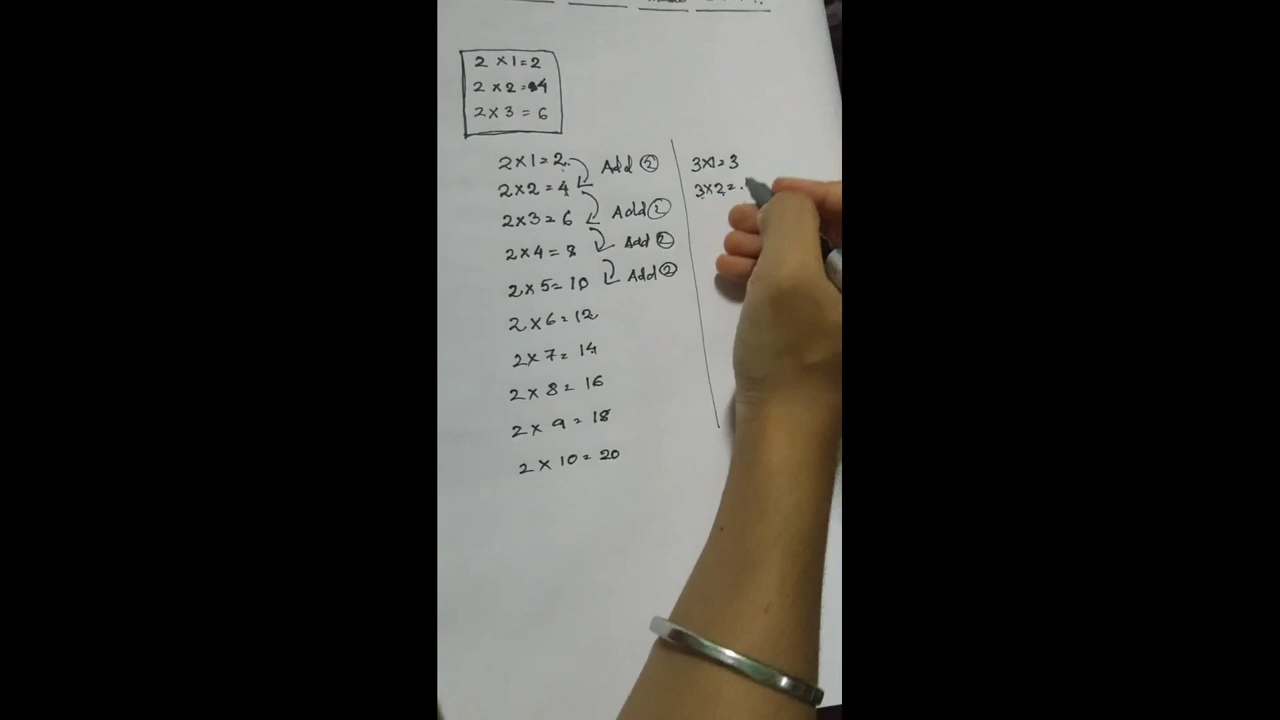 2 × 1 = 2
2 × 2 = 4
2 × 3 = 6
2 × 1 = 2 Add 2
2 × 2 = 4
2 × 3 = 6 Add 2
2 × 4 = 8 Add 2
2 × 5 = 10 Add 2
2 × 6 = 12
2 × 7 = 14
2 × 8 = 16
2 × 9 = 18
2 × 10 = 20
3 × 1 = 3
3 × 2 =